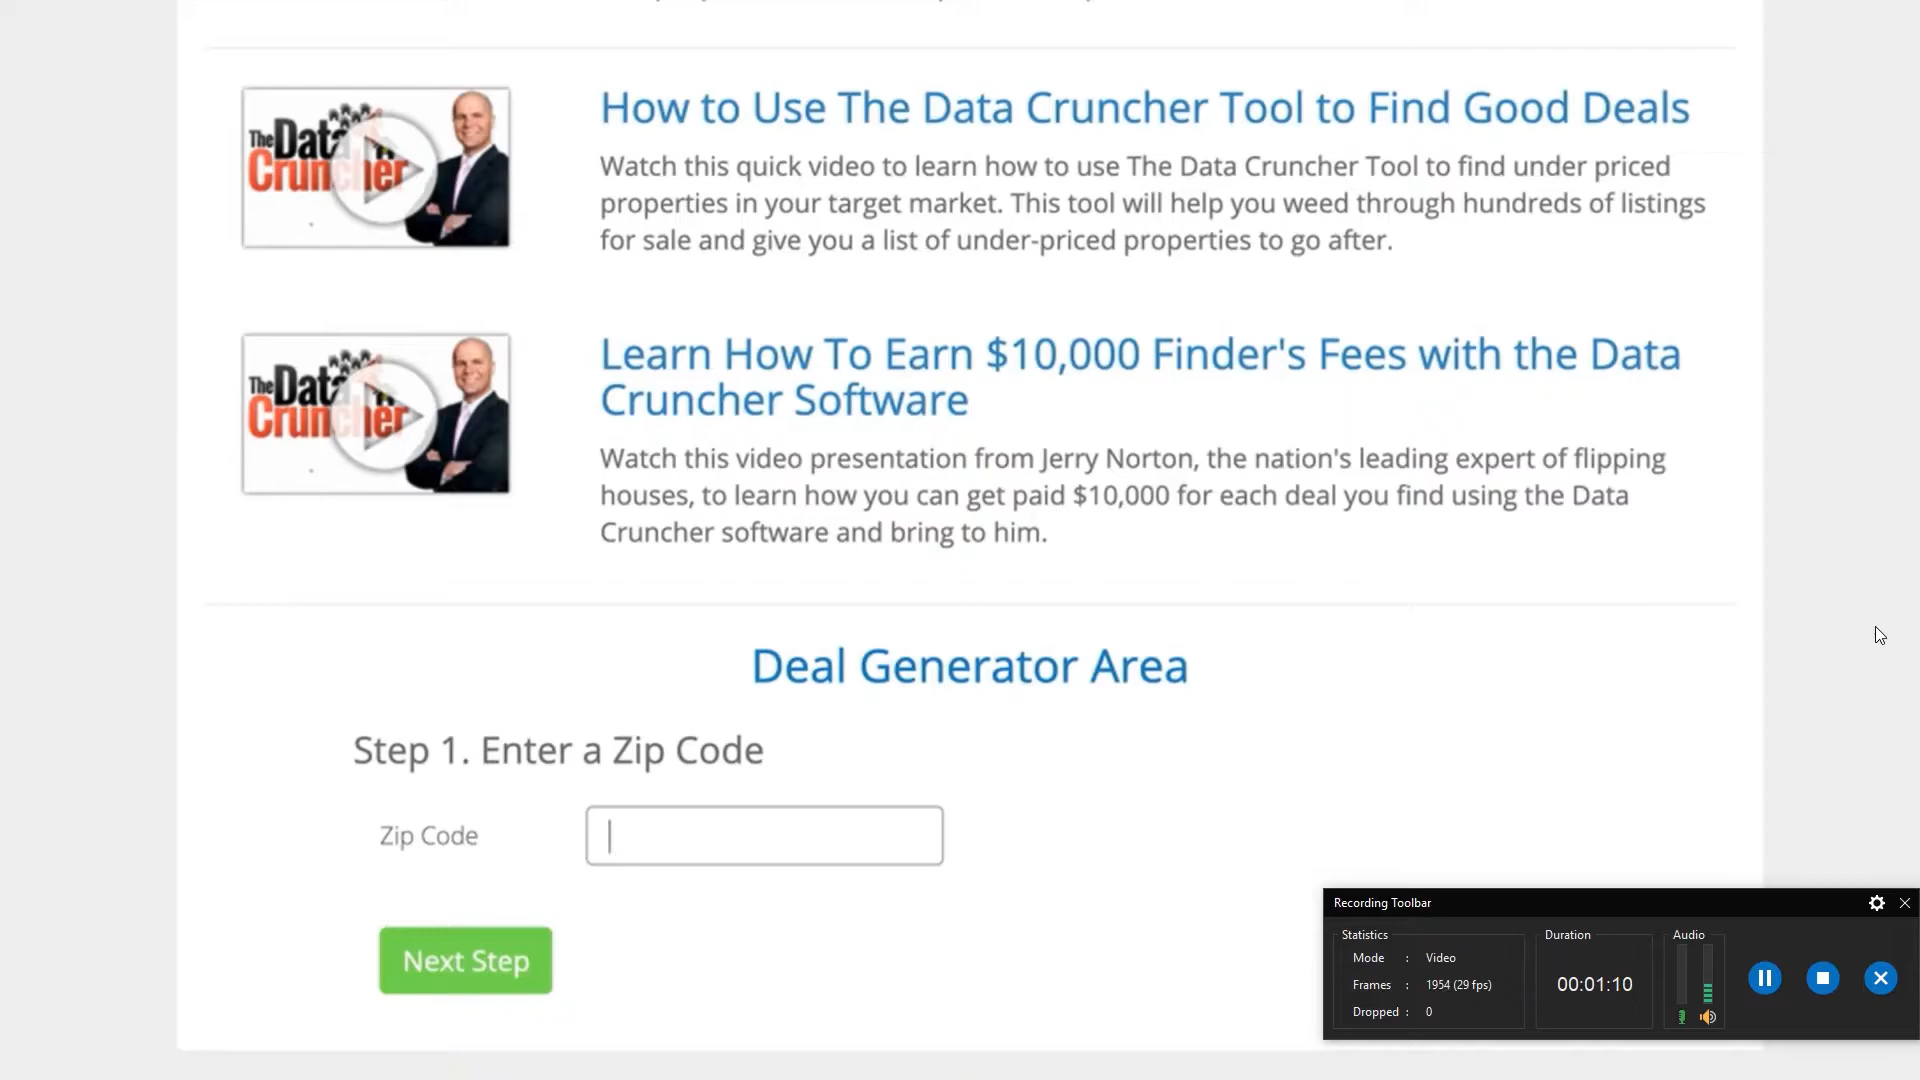 How to Use The Data Cruncher Tool to Find Good Deals
The Data
Cruncher
Watch this quick video to learn how to use The Data Cruncher Tool to find under priced
properties in your target market. This tool will help you weed through hundreds of listings
for sale and give you a list of under-priced properties to go after.
Learn How To Earn $10,000 Finder's Fees with the Data
Cruncher Software
The Data
Cruncher
Watch this video presentation from Jerry Norton, the nation's leading expert of flipping
houses, to learn how you can get paid $10,000 for each deal you find using the Data
Cruncher software and bring to him.
Deal Generator Area
Step 1. Enter a Zip Code
Zip Code
Next Step
Recording Toolbar
Statistics
Mode : Video
Frames : 1954 (29 fps)
Dropped : 0
Duration
00:01:10
Audio